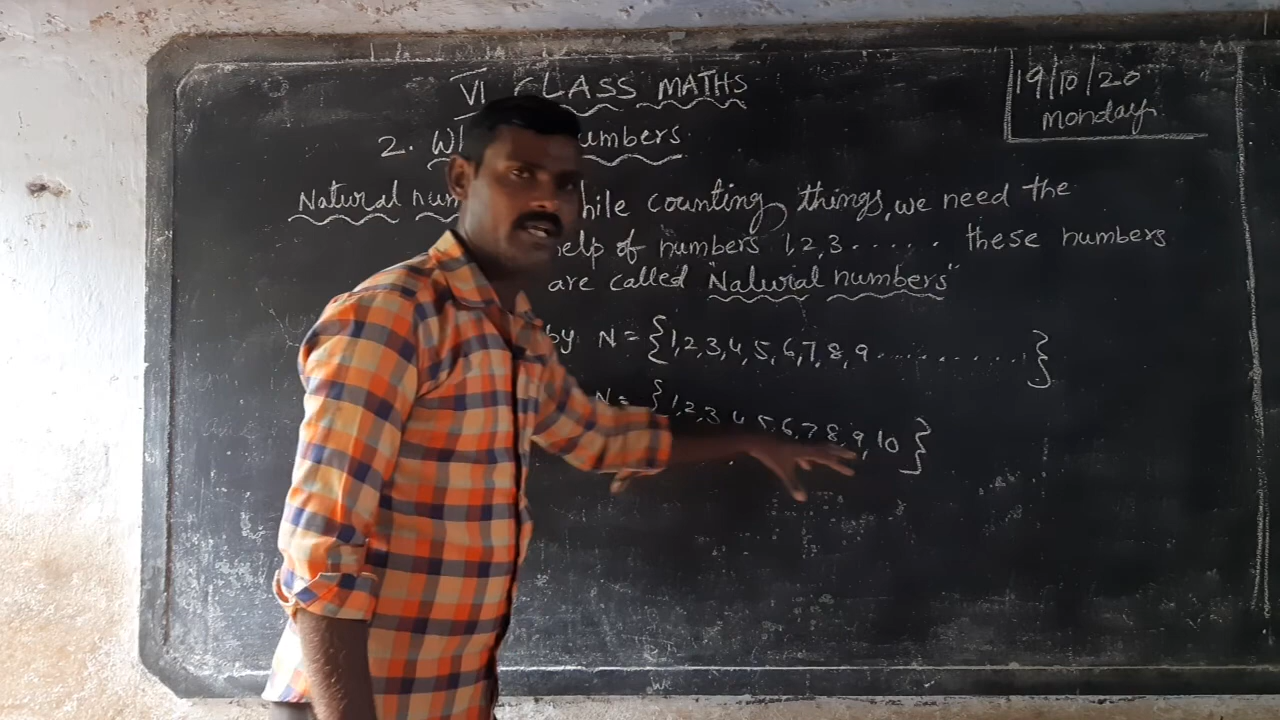 VI CLASS MATHS
19/10/20
Monday
2. Wh umbers
Natural num hile counting things, we need the
help of numbers 1,2,3...... these numbers
are called "Natural numbers"
by N = {1,2,3,4,5,6,7,8,9...........}
N = {1,2,3 4 5,6,7 8,9,10}